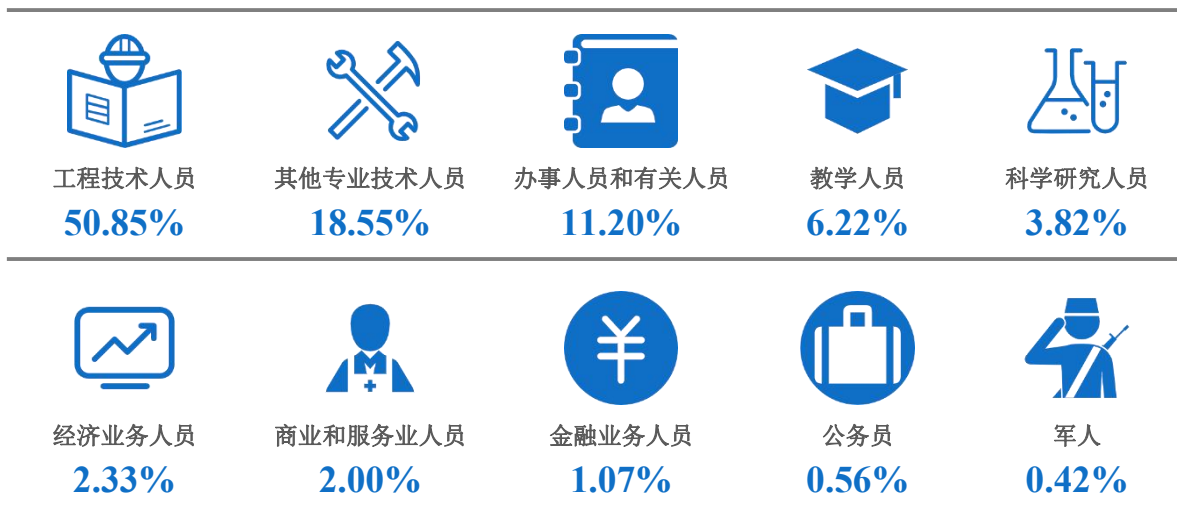 工程技术人员
其他专业技术人员
办事人员和有关人员
教学人员
科学研究人员
50.85%
18.55%
11.20%
6.22%
3.82%
经济业务人员
商业和服务业人员
金融业务人员
公务员
军人
2.33%
2.00%
1.07%
0.56%
0.42%